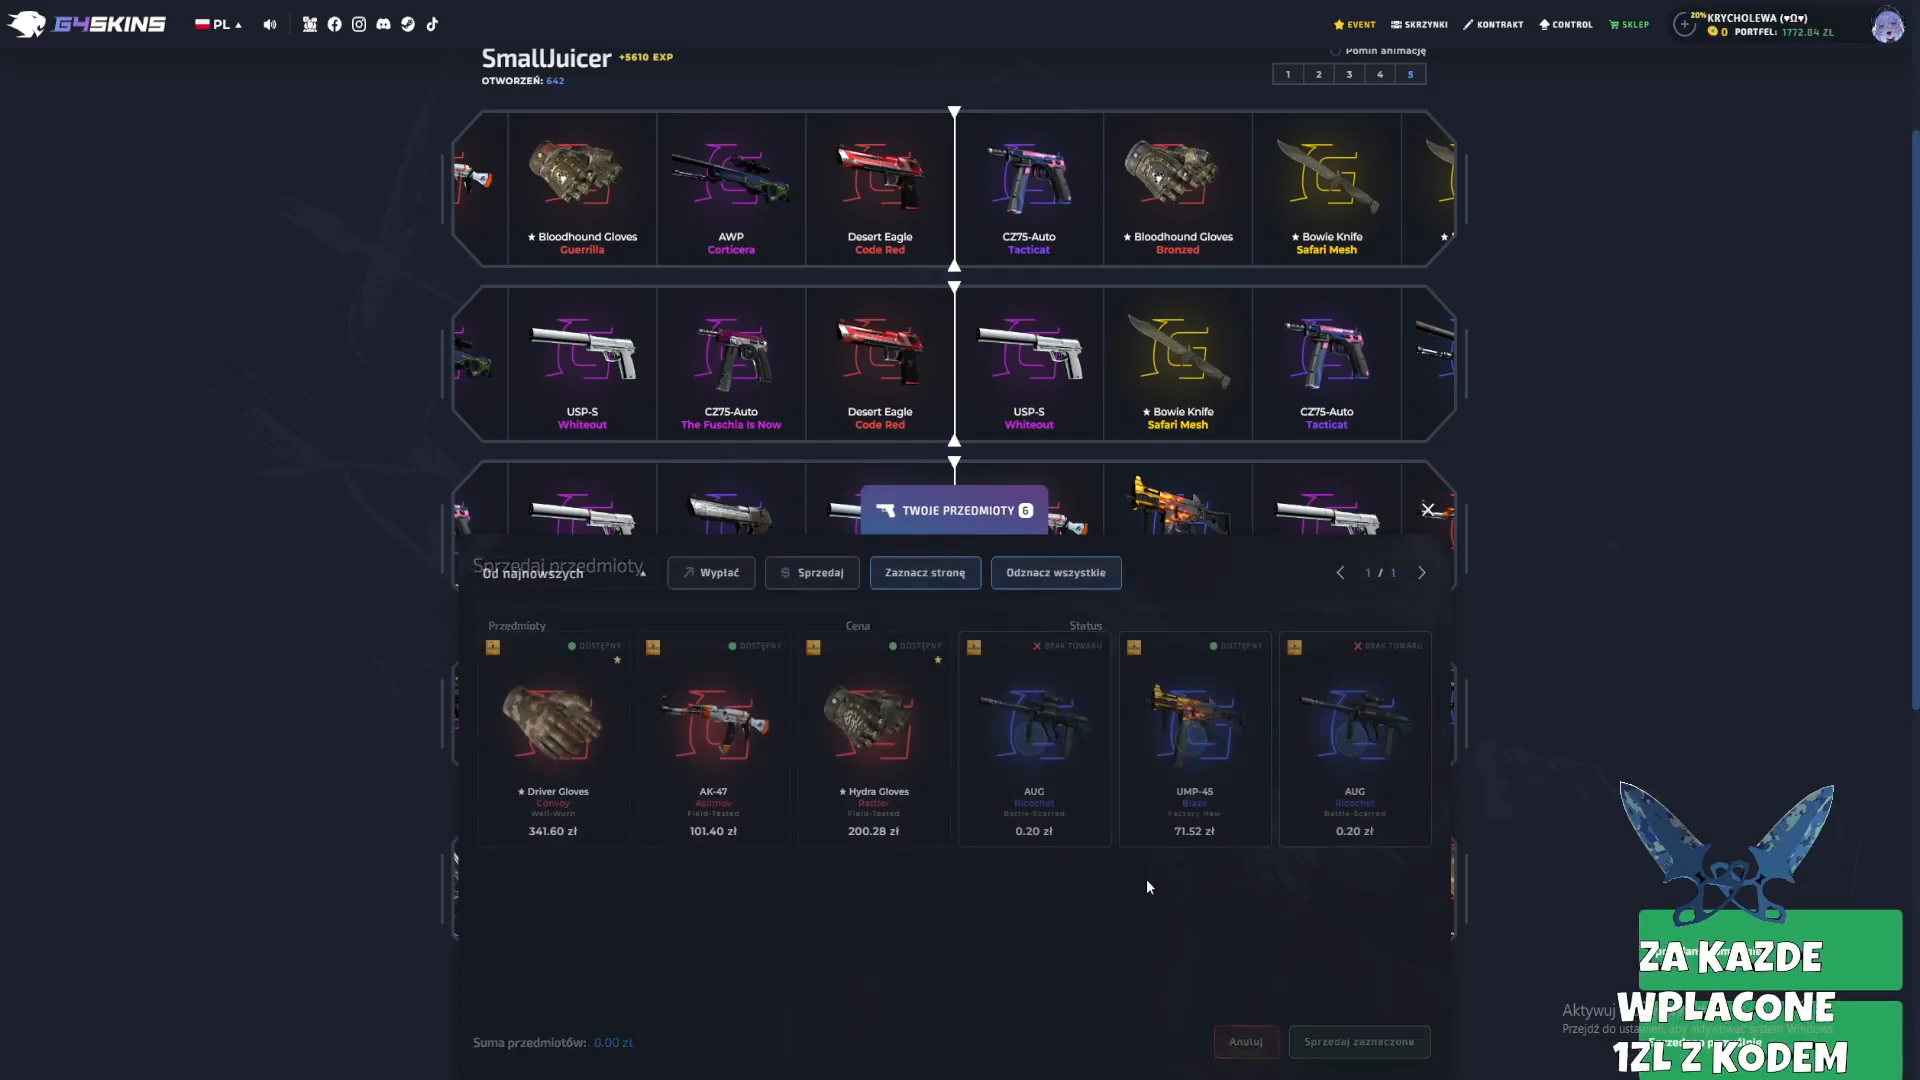 G4SKINS
PL
EVENT
SKRZYNKI
KONTRAKT
CONTROL
SKLEP
20%
KRYCHOLEWA (♥Ω♥)
0 PORTFEL: 1772.84 ZŁ
SmallJuicer +5610 EXP
OTWORZEŃ: 642
Pomiń animację
1 2 3 4 5
★ Bloodhound Gloves
Guerrilla
AWP
Corticera
Desert Eagle
Code Red
CZ75-Auto
Tacticat
★ Bloodhound Gloves
Bronzed
★ Bowie Knife
Safari Mesh
★
USP-S
Whiteout
CZ75-Auto
The Fuschia Is Now
Desert Eagle
Code Red
USP-S
Whiteout
★ Bowie Knife
Safari Mesh
CZ75-Auto
Tacticat
TWOJE PRZEDMIOTY 6
Sprzedaj przedmioty
Od najnowszych
Wypłać
Sprzedaj
Zaznacz stronę
Odznacz wszystkie
1 / 1
Przedmioty
Cena
Status
DOSTĘPNY
DOSTĘPNY
DOSTĘPNY
BRAK TOWARU
DOSTĘPNY
BRAK TOWARU
★ Driver Gloves
Convoy
Well-Worn
341.60 zł
AK-47
Asiimov
Field-Tested
101.40 zł
★ Hydra Gloves
Rattler
Field-Tested
200.28 zł
AUG
Ricochet
Battle-Scarred
0.20 zł
UMP-45
Blaze
Factory New
71.52 zł
AUG
Ricochet
Battle-Scarred
0.20 zł
Suma przedmiotów: 0.00 zł
Anuluj
Sprzedaj zaznaczone
Aktywuj
Przejdź do ustawień, aby aktywować system Windows.
ZA KAZDE
WPLACONE
1ZL Z KODEM